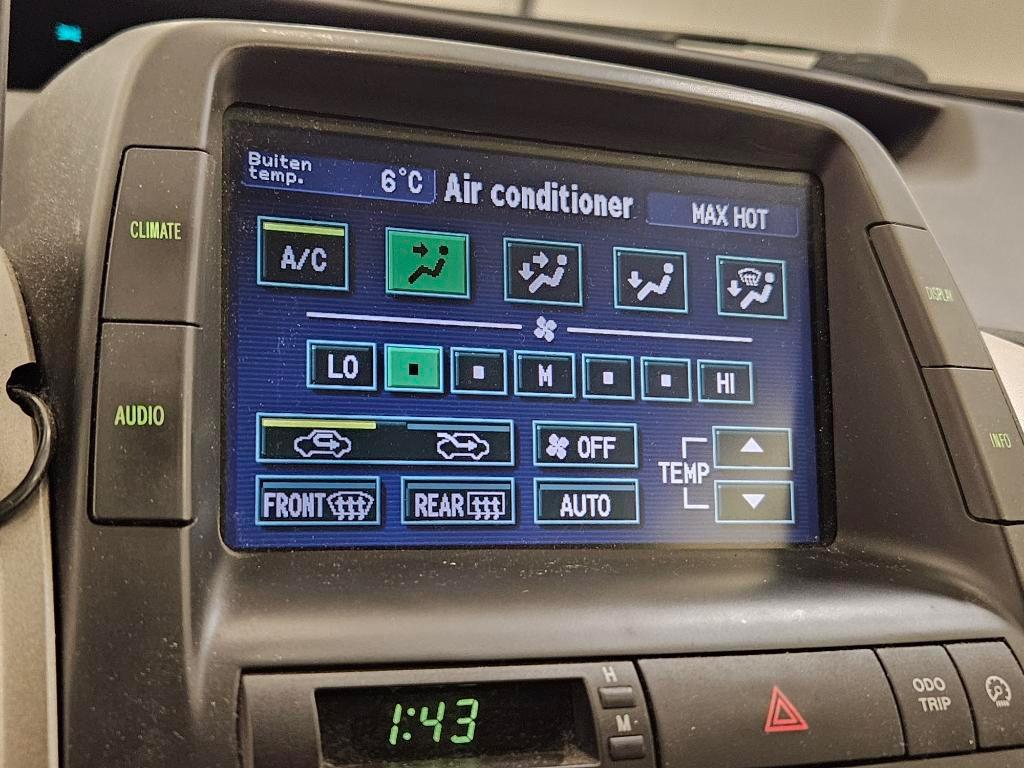 Buiten
temp.
6°C
Air conditioner
MAX HOT
CLIMATE
A/C
DISPLAY
LO
M
HI
AUDIO
OFF
TEMP
INFO
FRONT
REAR
AUTO
H
M
1:43
ODO
TRIP